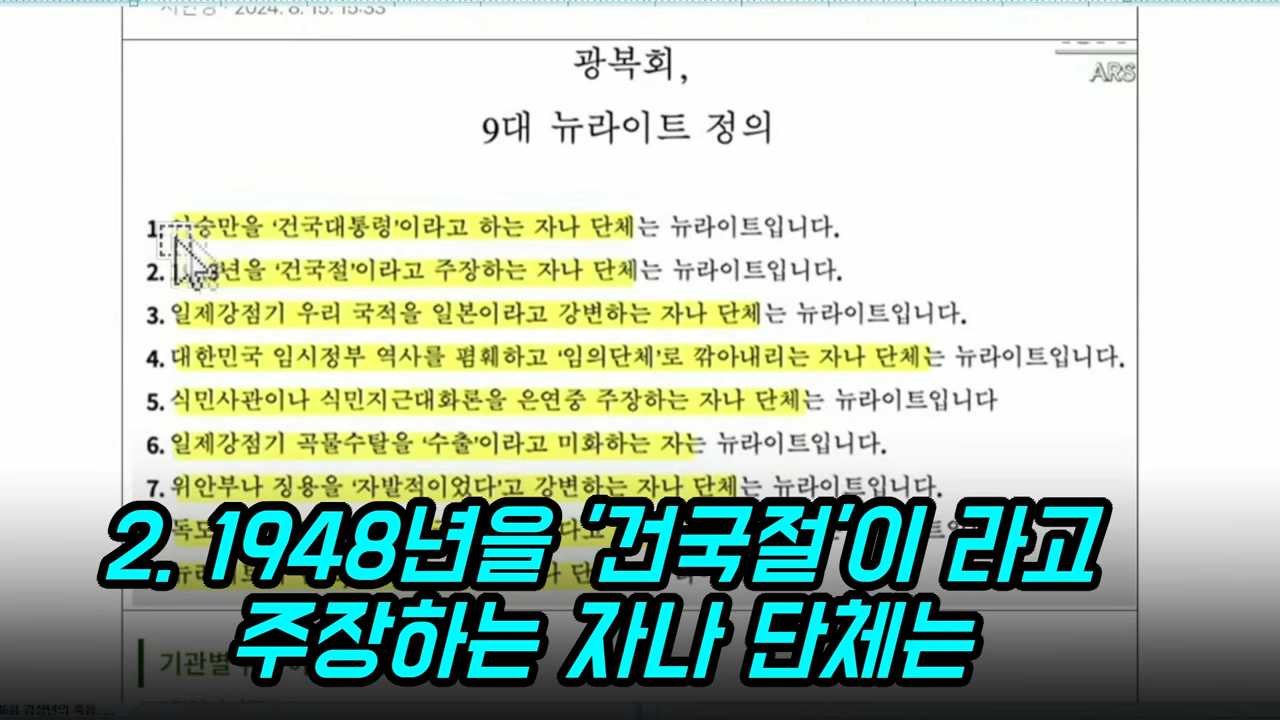 2024. 8. 15. 15:33
광복회,
ARS
9대 뉴라이트 정의
1. 이승만을 '건국대통령'이라고 하는 자나 단체는 뉴라이트입니다.
2. 년을 '건국절'이라고 주장하는 자나 단체는 뉴라이트입니다.
3. 일제강점기 우리 국적을 일본이라고 강변하는 자나 단체는 뉴라이트입니다.
4. 대한민국 임시정부 역사를 폄훼하고 '임의단체'로 깎아내리는 자나 단체는 뉴라이트입니다.
5. 식민사관이나 식민지근대화론을 은연중 주장하는 자나 단체는 뉴라이트입니다
6. 일제강점기 곡물수탈을 '수출'이라고 미화하는 자는 뉴라이트입니다.
7. 위안부나 징용을 '자발적이었다'고 강변하는 자나 단체는 뉴라이트입니다.
2. 1948년을 '건국절'이 라고
주장하는 자나 단체는
기관별